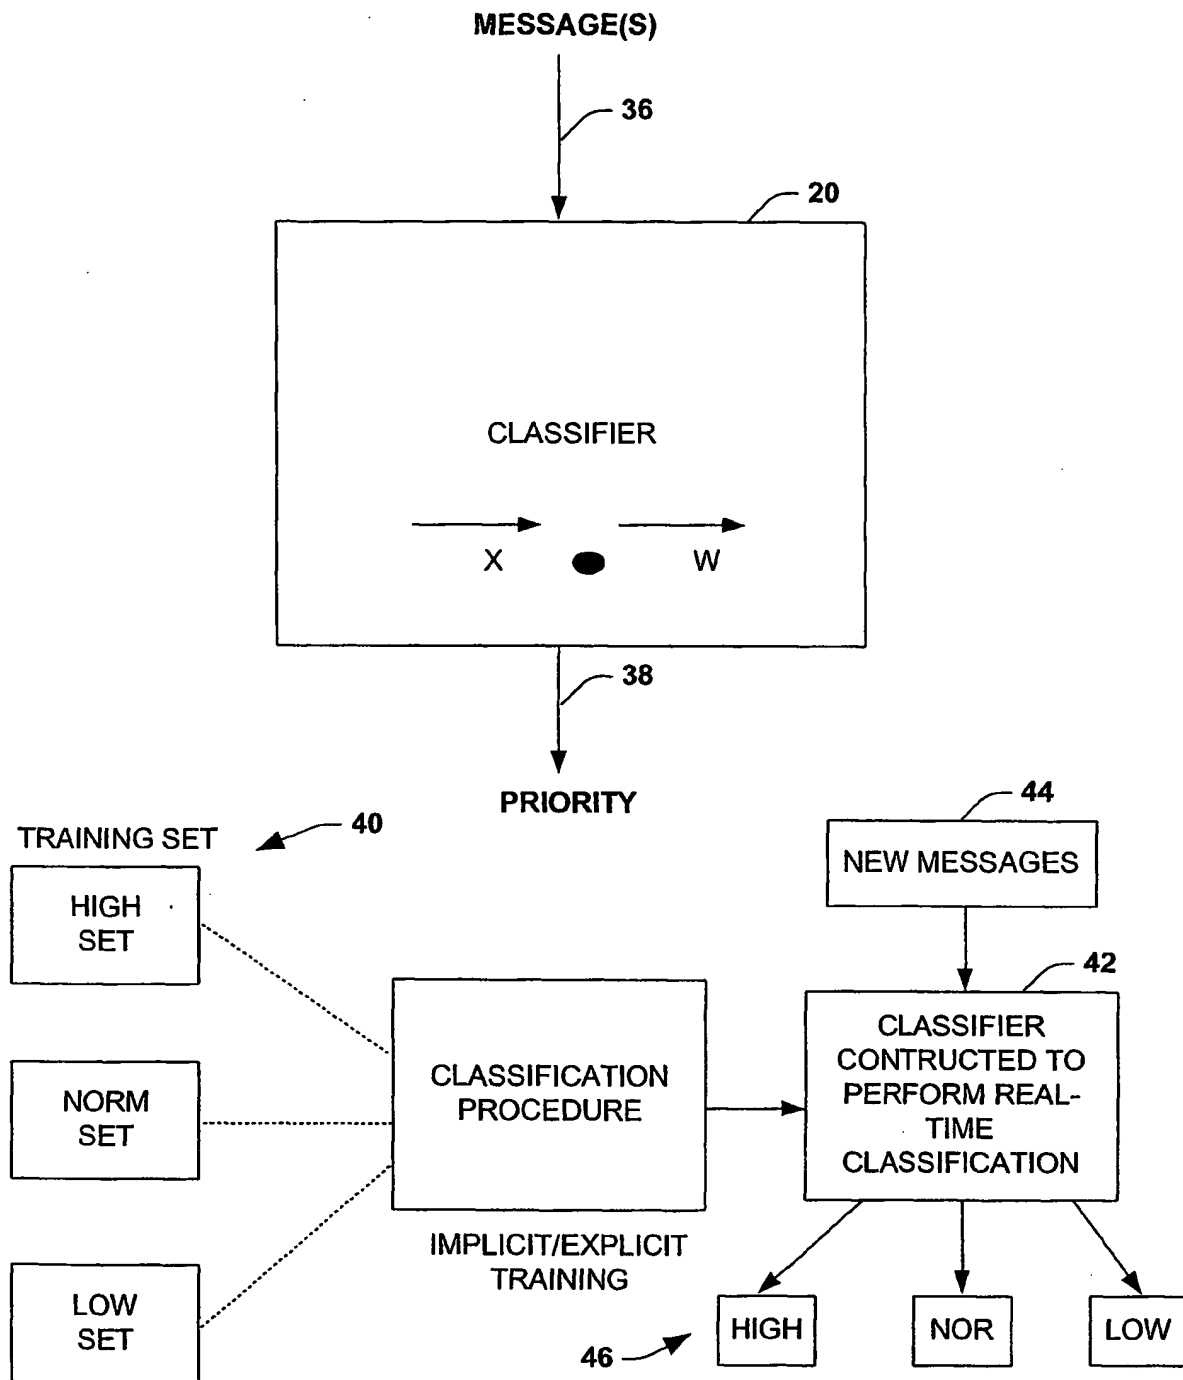 MESSAGE(S)
36
20
CLASSIFIER
X
W
38
PRIORITY
TRAINING SET
40
44
NEW MESSAGES
HIGH
SET
42
CLASSIFIER
CONTRUCTED TO
PERFORM REAL-
TIME
CLASSIFICATION
CLASSIFICATION
PROCEDURE
NORM
SET
IMPLICIT/EXPLICIT
TRAINING
LOW
SET
46
HIGH
NOR
LOW